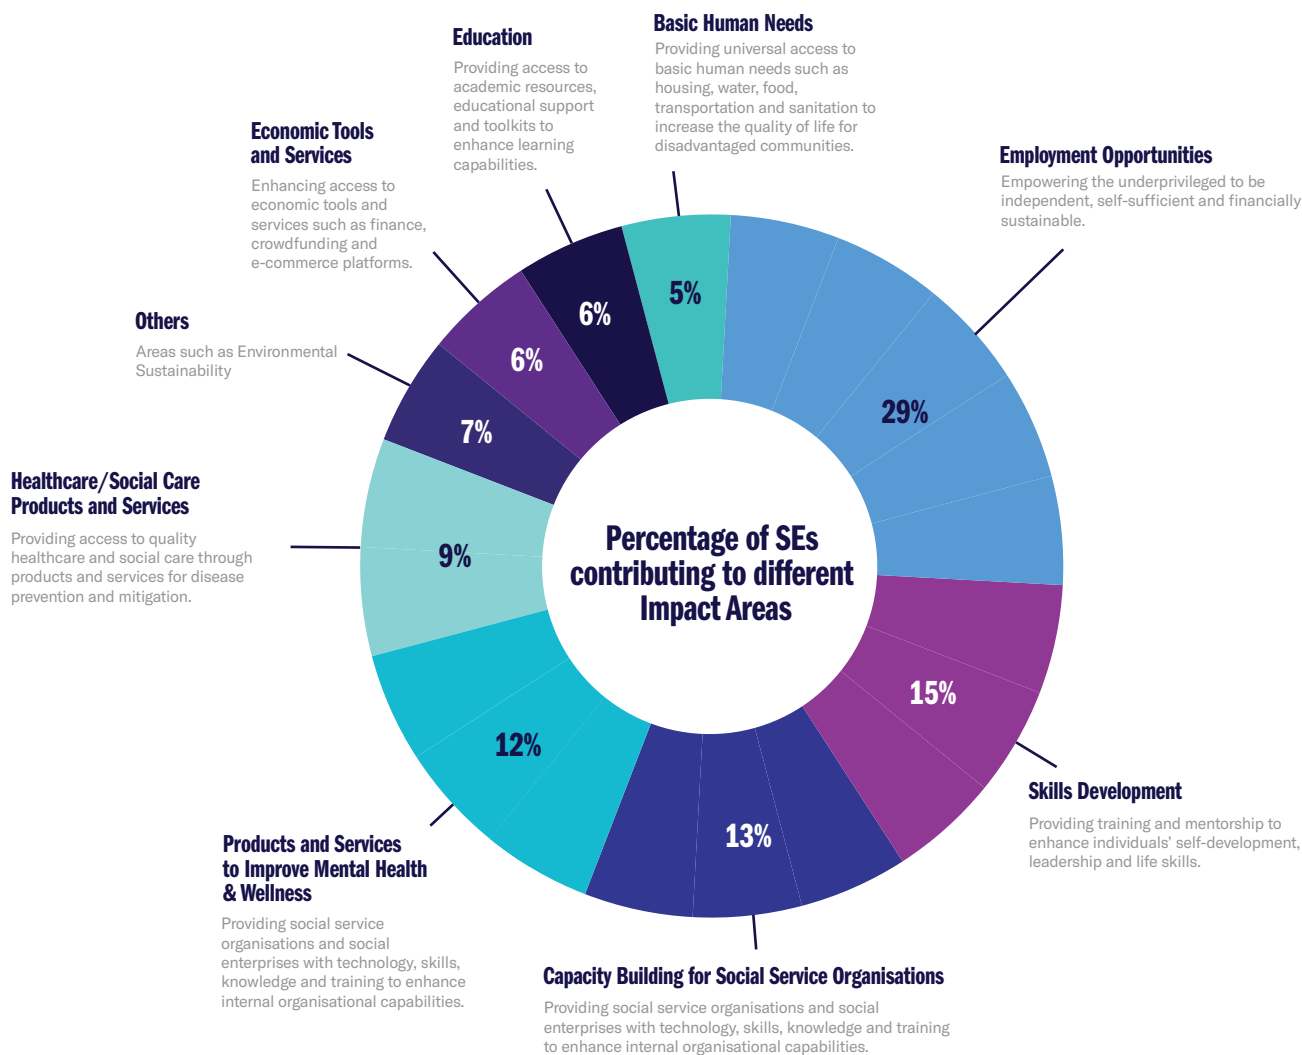 Basic Human Needs
Providing universal access to
basic human needs such as
housing, water, food,
transportation and sanitation to
increase the quality of life for
disadvantaged communities.
Education
Providing access to
academic resources,
educational support
and toolkits to
enhance learning
capabilities.
Economic Tools
and Services
Enhancing access to
economic tools and
services such as finance,
crowdfunding and
e-commerce platforms.
Employment Opportunities
Empowering the underprivileged to be
independent, self-sufficient and financially
sustainable.
Others
Areas such as Environmental
Sustainability
5%
6%
6%
29%
7%
Healthcare/Social Care
Products and Services
Providing access to quality
healthcare and social care through
products and services for disease
prevention and mitigation.
9%
Percentage of SEs
contributing to different
Impact Areas
15%
12%
13%
Skills Development
Providing training and mentorship to
enhance individuals' self-development,
leadership and life skills.
Products and Services
to Improve Mental Health
& Wellness
Providing social service
organisations and social
enterprises with technology, skills,
knowledge and training to enhance
internal organisational capabilities.
Capacity Building for Social Service Organisations
Providing social service organisations and social
enterprises with technology, skills, knowledge and training
to enhance internal organisational capabilities.